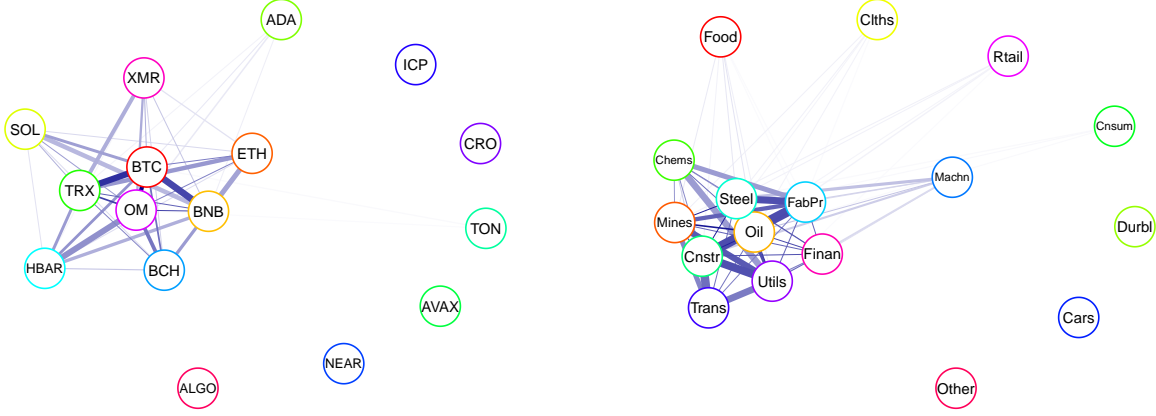 ADA
ICP
XMR
SOL
CRO
BTC
ETH
TRX
OM
BNB
TON
HBAR
BCH
AVAX
NEAR
ALGO
Clths
Food
Rtail
Cnsum
Chems
Machn
Steel
FabPr
Mines
Oil
Durbl
Cnstr
Finan
Utils
Trans
Cars
Other